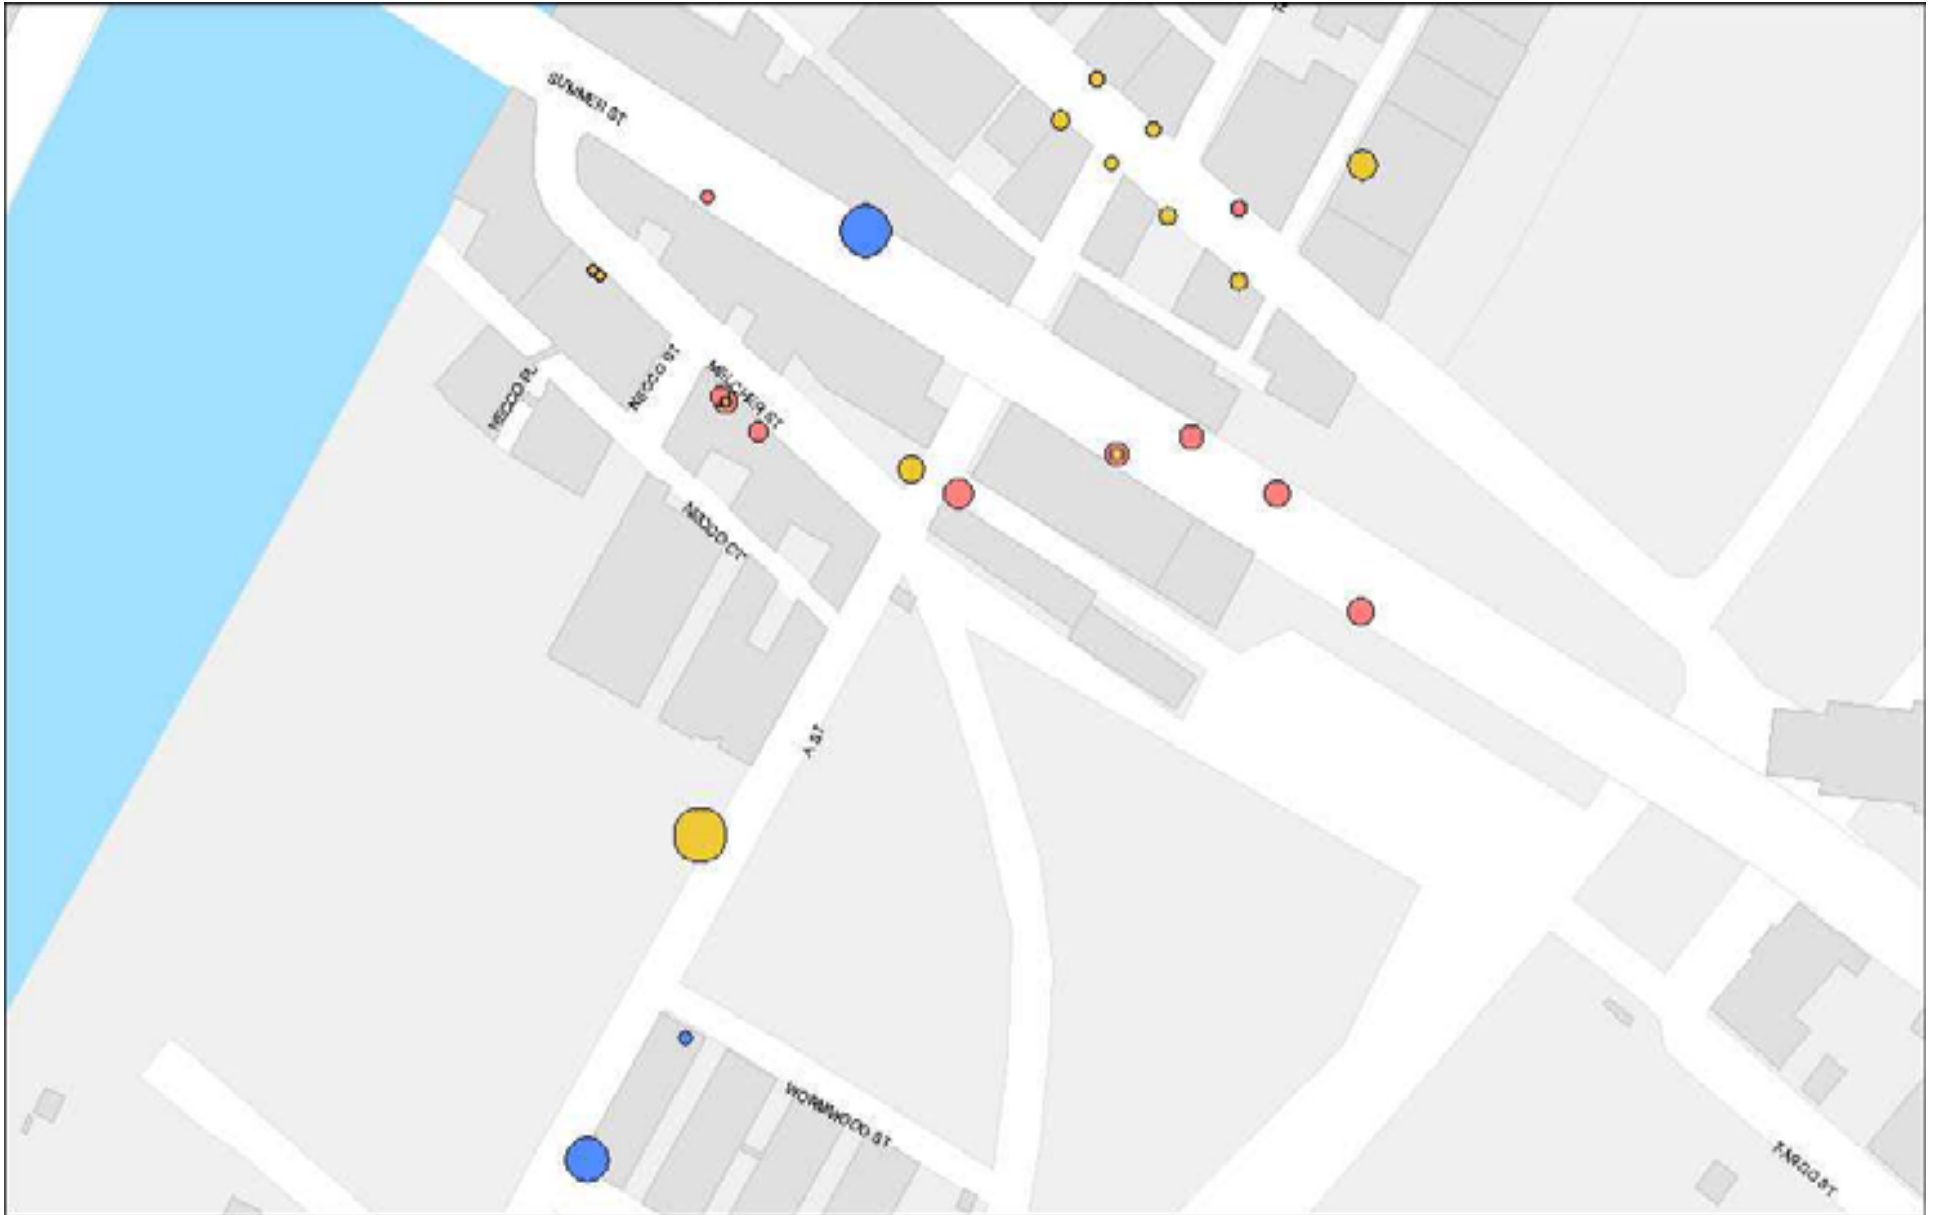 SUMMER ST
NECCO ST
MELCHER ST
NECCO PL
NECCO CT
A ST
WORMWOOD ST
FARGO ST